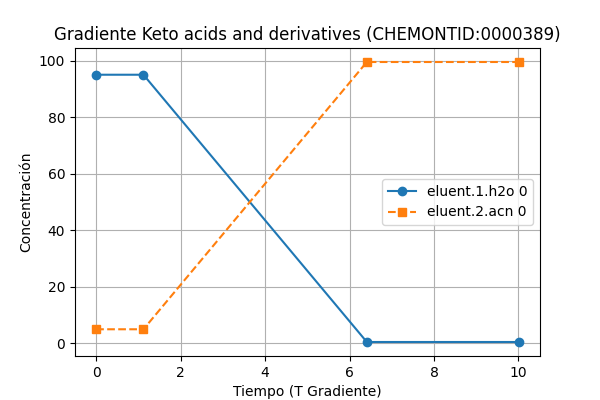 Gradiente Keto acids and derivatives (CHEMONTID:0000389)
100
80
60
40
20
0
Concentración
eluent.1.h2o 0
eluent.2.acn 0
0 2 4 6 8 10
Tiempo (T Gradiente)